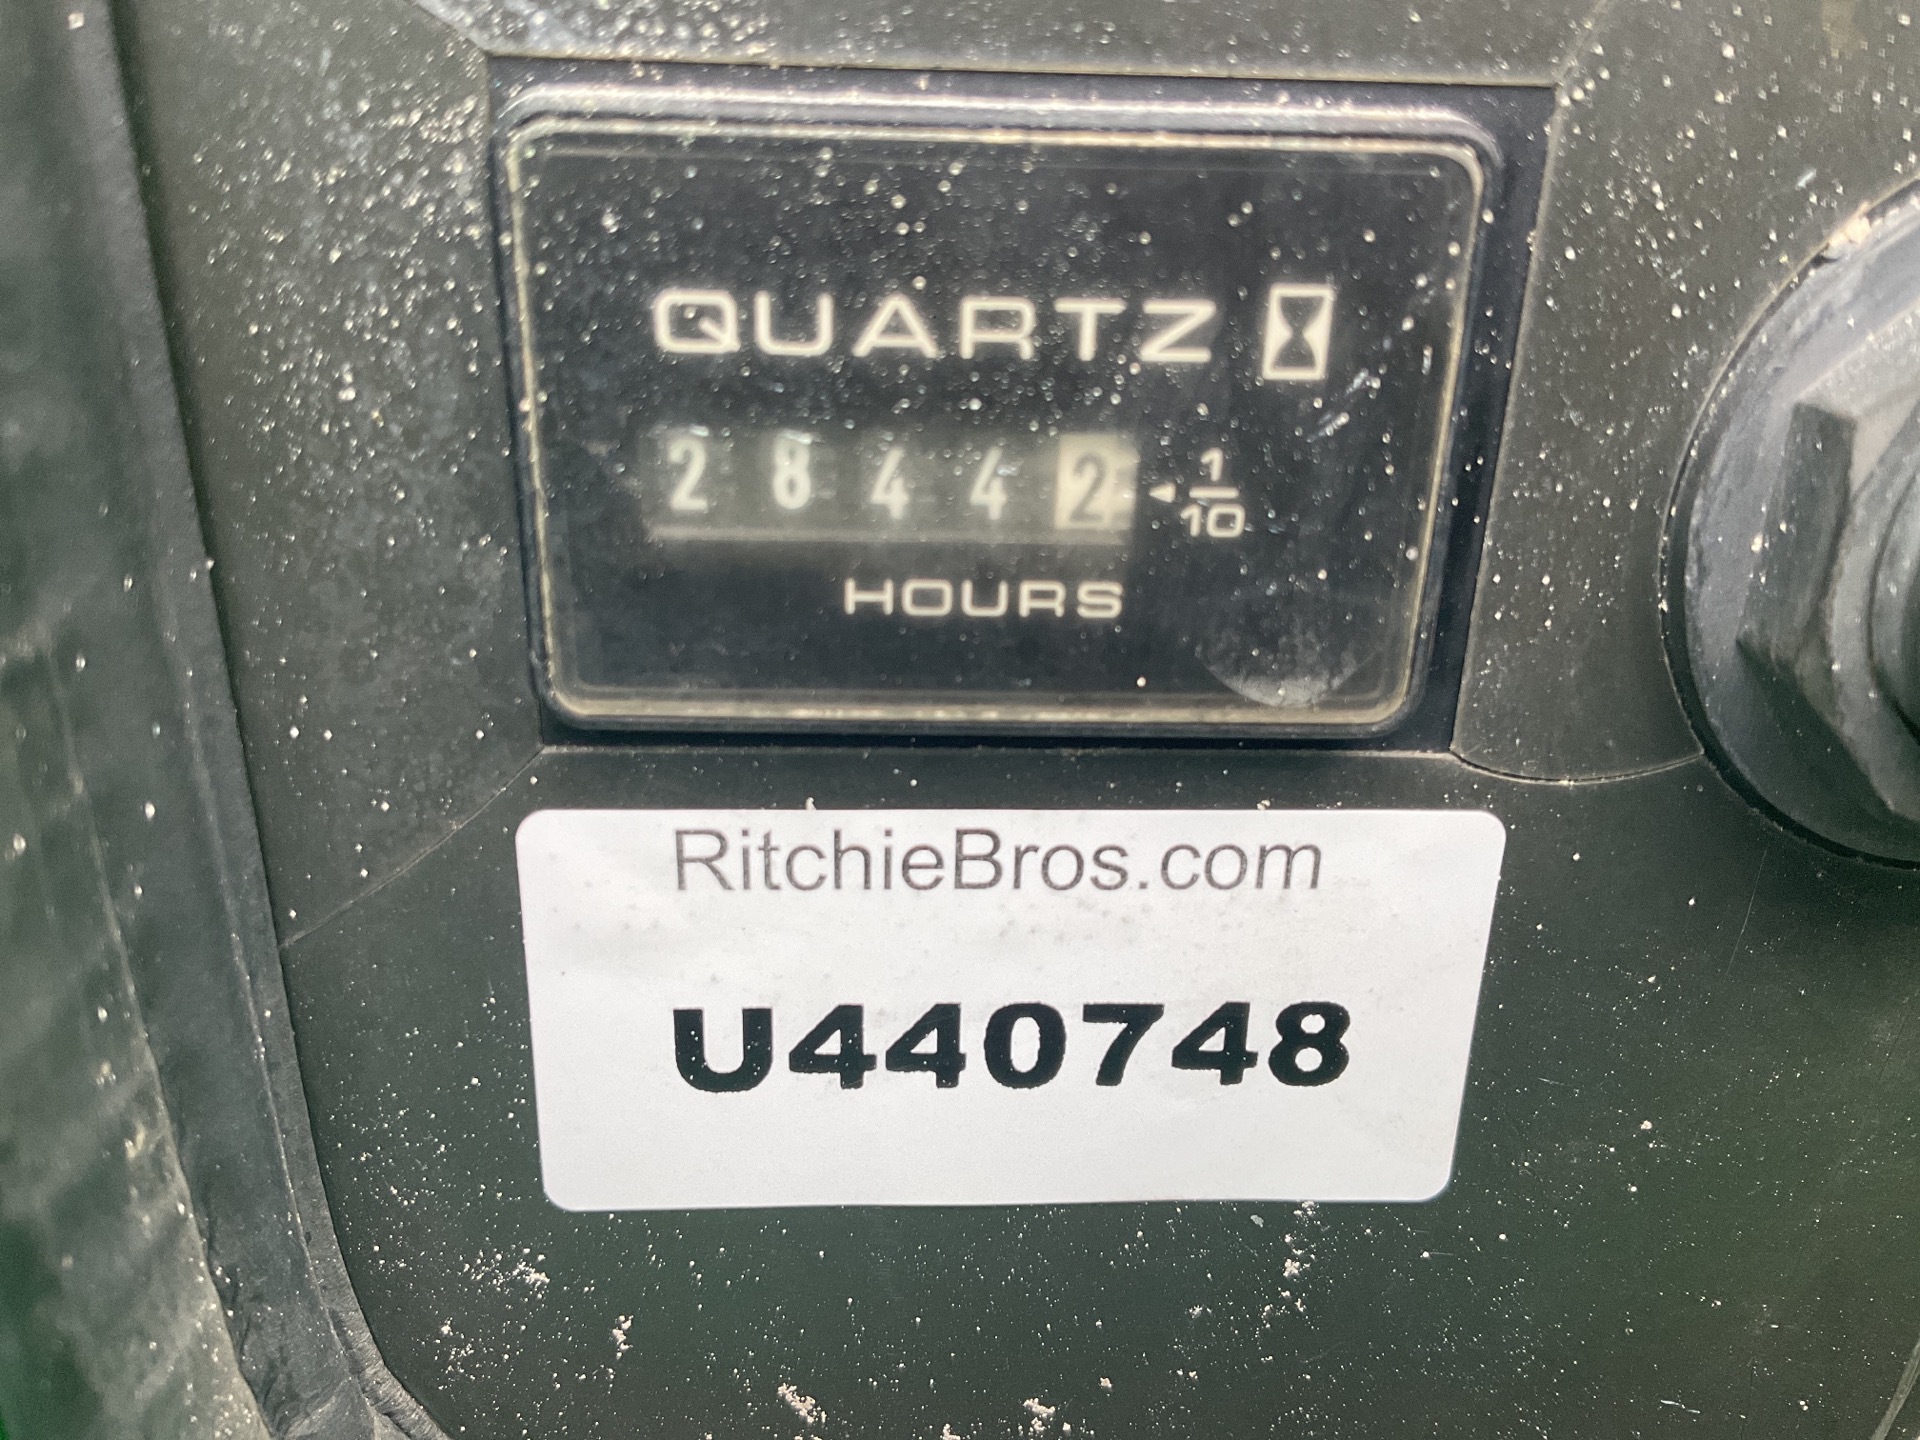 QUARTZ
28442 1/10
HOURS
RitchieBros.com
U440748